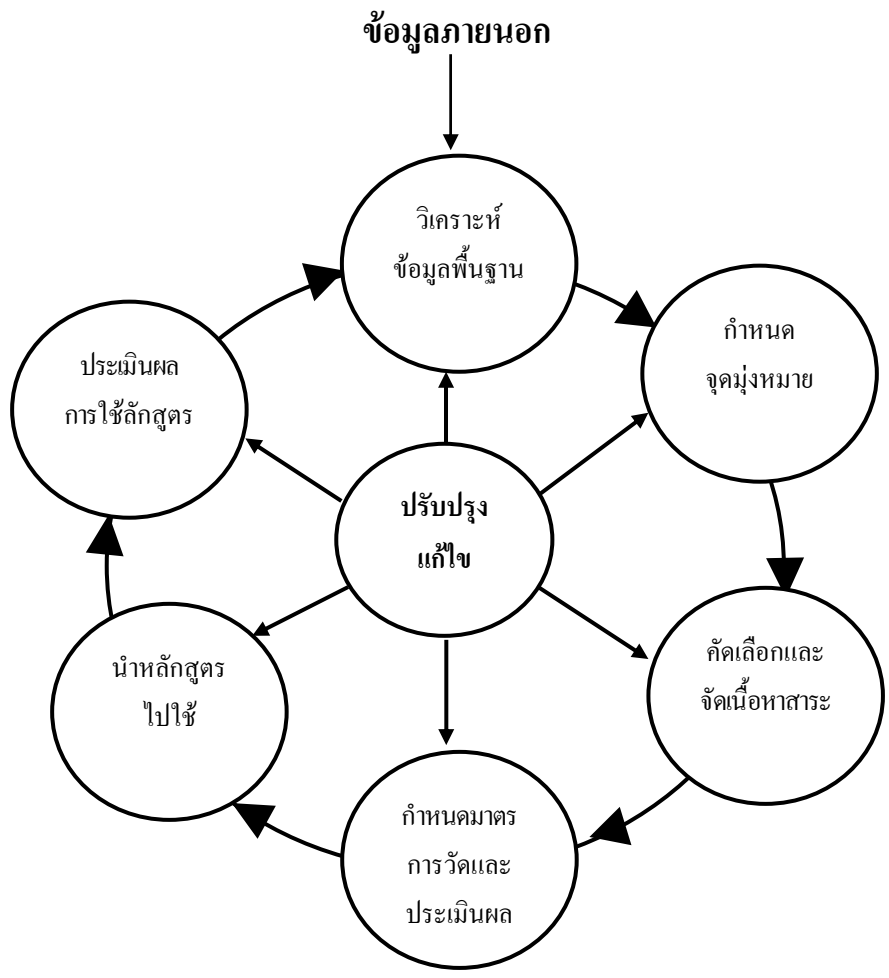 ข้อมูลภายนอก
วิเคราะห์
ข้อมูลพื้นฐาน
กำหนด
จุดมุ่งหมาย
ประเมินผล
การใช้ลักสูตร
ปรับปรุง
แก้ไข
คัดเลือกและ
จัดเนื้อหาสาระ
นำหลักสูตร
ไปใช้
กำหนดมาตร
การวัดและ
ประเมินผล